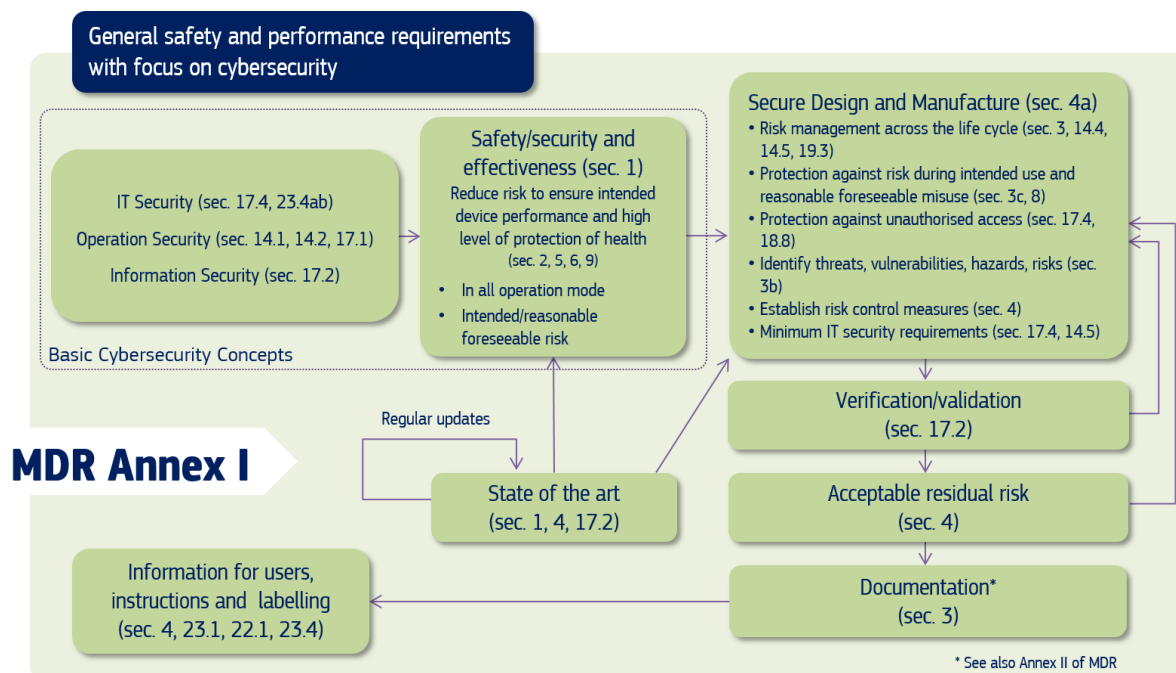 General safety and performance requirements
with focus on cybersecurity
IT Security (sec. 17.4, 23.4ab)
Operation Security (sec. 14.1, 14.2, 17.1)
Information Security (sec. 17.2)
Basic Cybersecurity Concepts
Safety/security and
effectiveness (sec. 1)
Reduce risk to ensure intended
device performance and high
level of protection of health
(sec. 2, 5, 6, 9)
• In all operation mode
• Intended/reasonable
foreseeable risk
Secure Design and Manufacture (sec. 4a)
• Risk management across the life cycle (sec. 3, 14.4,
14.5, 19.3)
• Protection against risk during intended use and
reasonable foreseeable misuse (sec. 3c, 8)
• Protection against unauthorised access (sec. 17.4,
18.8)
• Identify threats, vulnerabilities, hazards, risks (sec.
3b)
• Establish risk control measures (sec. 4)
• Minimum IT security requirements (sec. 17.4, 14.5)
Verification/validation
(sec. 17.2)
Regular updates
MDR Annex I
State of the art
(sec. 1, 4, 17.2)
Acceptable residual risk
(sec. 4)
Documentation*
(sec. 3)
Information for users,
instructions and labelling
(sec. 4, 23.1, 22.1, 23.4)
* See also Annex II of MDR